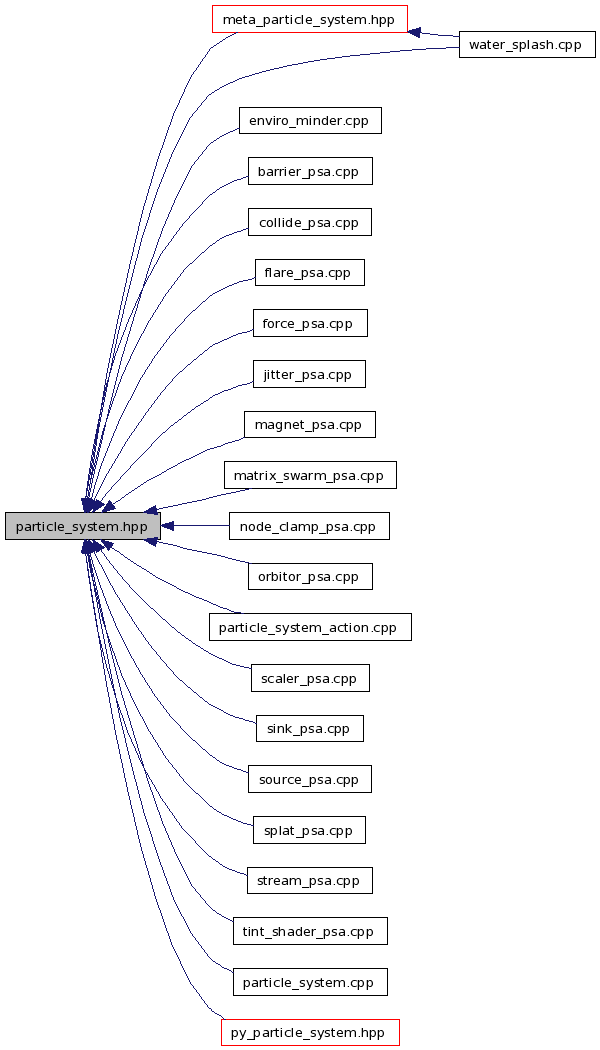 meta_particle_system.hpp
water_splash.cpp
enviro_minder.cpp
barrier_psa.cpp
collide_psa.cpp
flare_psa.cpp
force_psa.cpp
jitter_psa.cpp
magnet_psa.cpp
matrix_swarm_psa.cpp
particle_system.hpp
node_clamp_psa.cpp
orbitor_psa.cpp
particle_system_action.cpp
scaler_psa.cpp
sink_psa.cpp
source_psa.cpp
splat_psa.cpp
stream_psa.cpp
tint_shader_psa.cpp
particle_system.cpp
py_particle_system.hpp